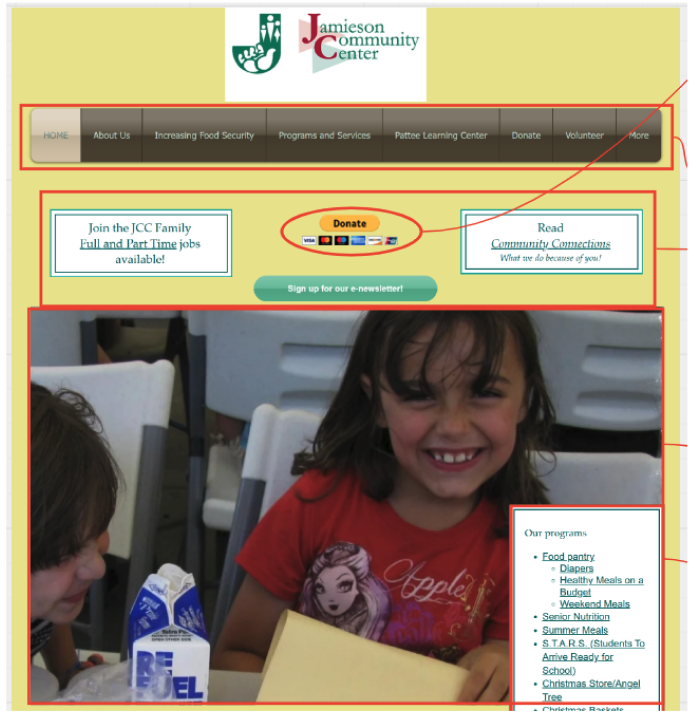 Jamieson
Community
Center
HOME About Us Increasing Food Security Programs and Services Pattee Learning Center Donate Volunteer More
Join the JCC Family
Full and Part Time jobs
available!
Donate
VISA
Read
Community Connections
What we do because of you!
Sign up for our e-newsletter!
Apple
RE
FUEL
Our programs
• Food pantry
◦ Diapers
◦ Healthy Meals on a
Budget
◦ Weekend Meals
• Senior Nutrition
• Summer Meals
• S.T.A.R.S. (Students To
Arrive Ready for
School)
• Christmas Store/Angel
Tree
• Christmas Baskets